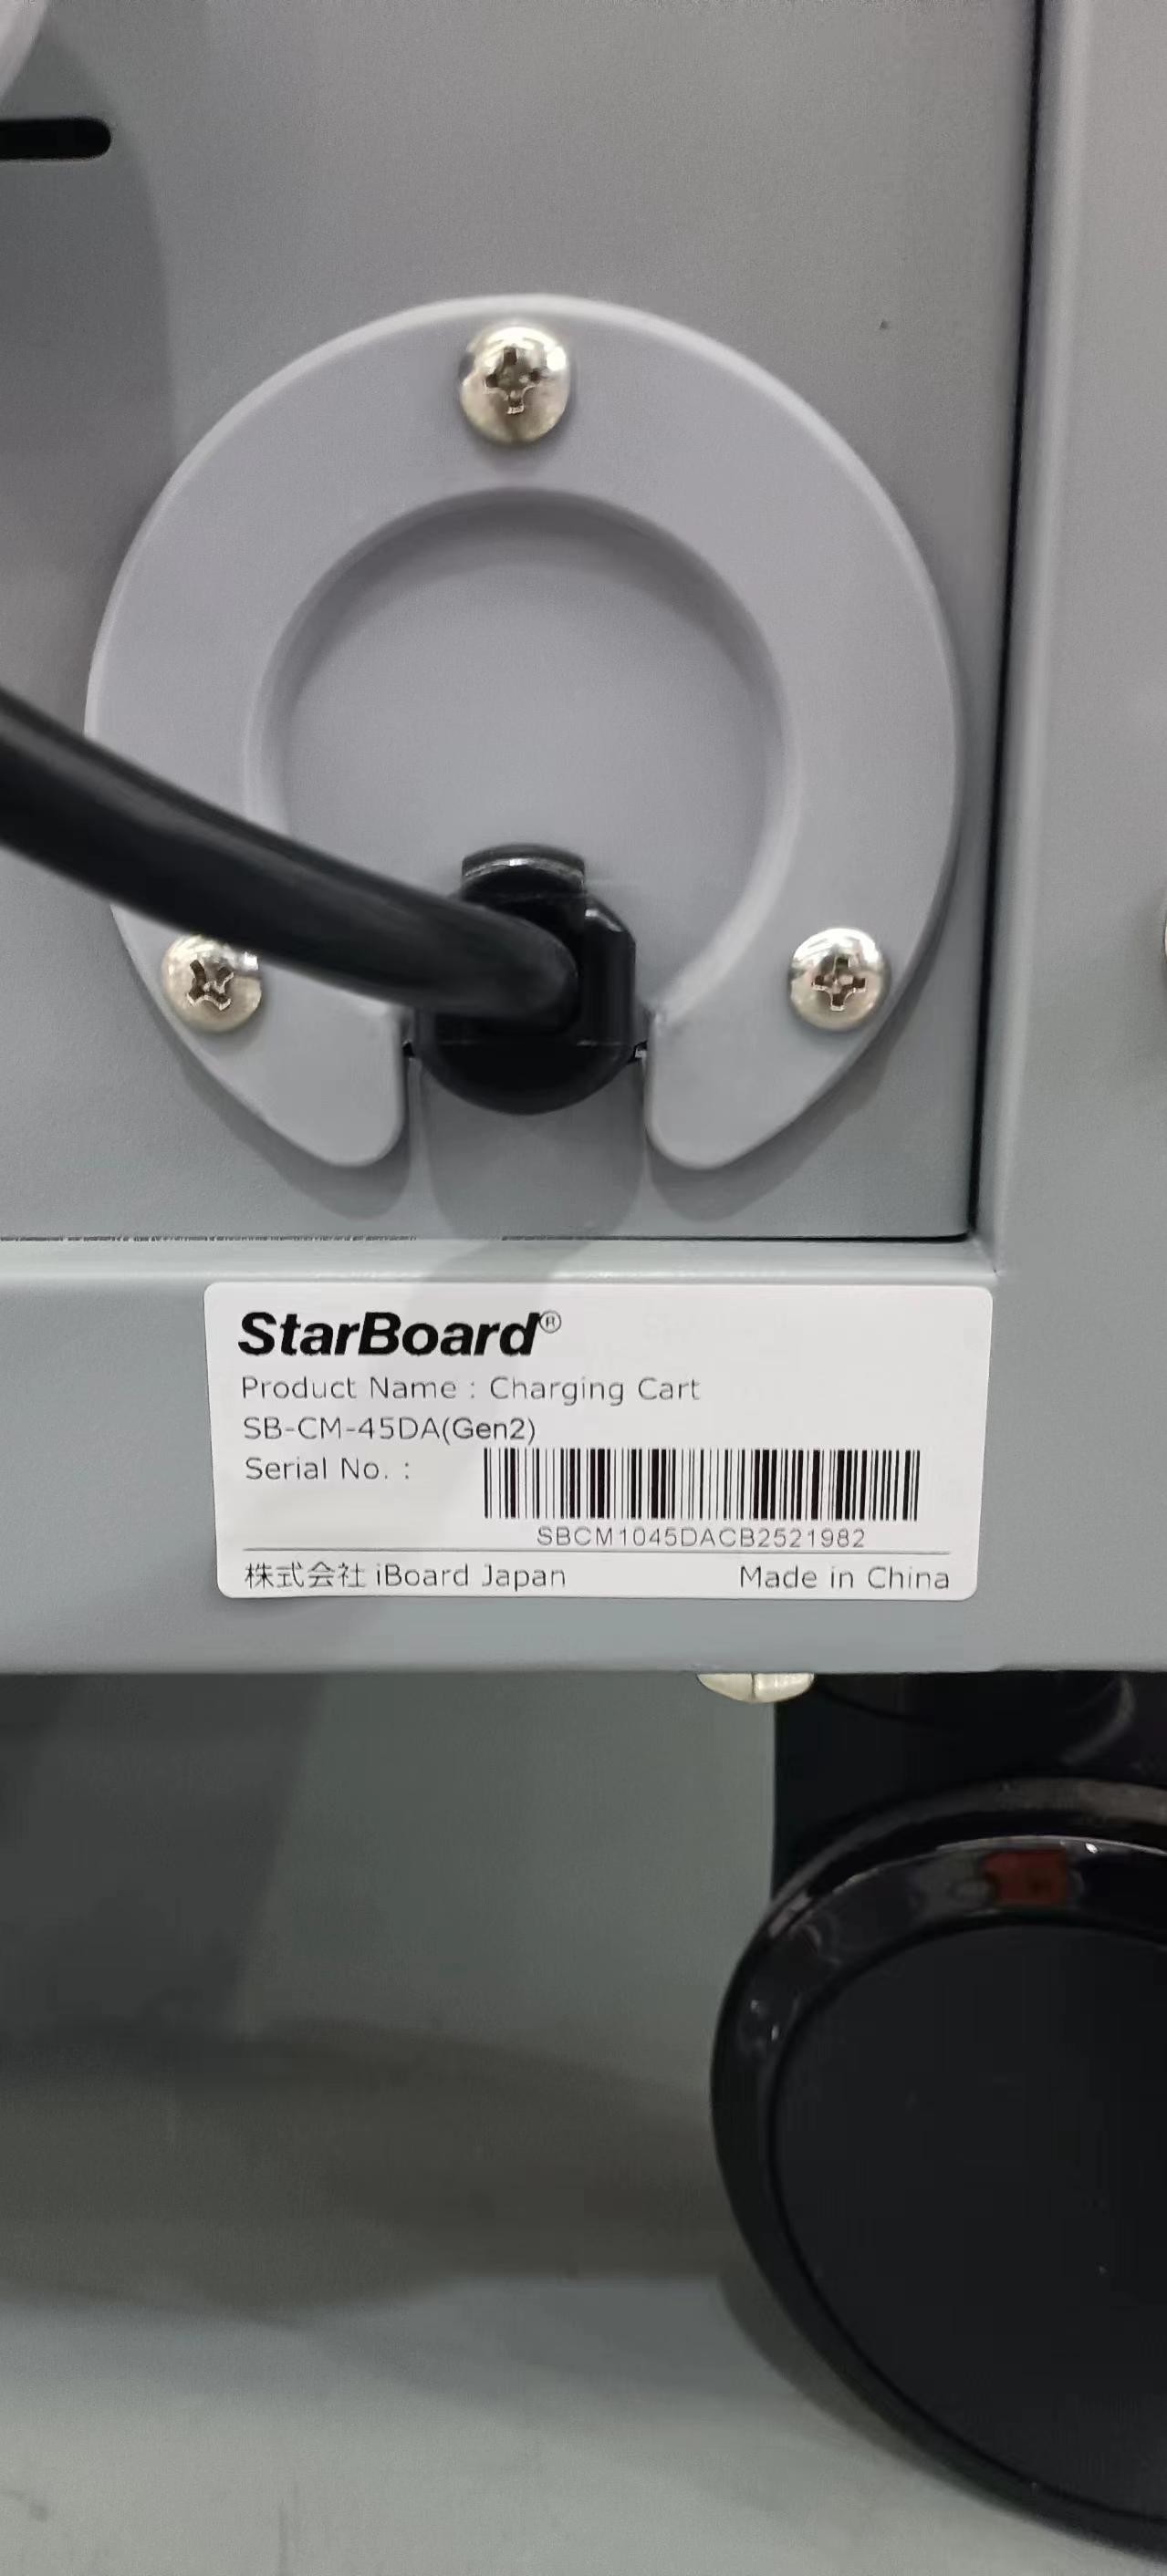 StarBoard®
Product Name : Charging Cart
SB-CM-45DA(Gen2)
Serial No. :
SBCM1045DACB2521982
株式会社 iBoard Japan Made in China